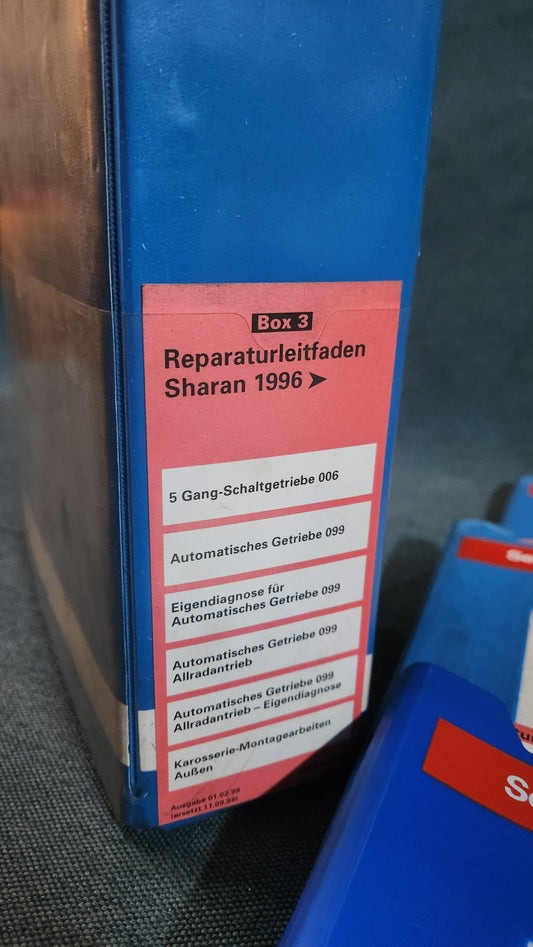 Box 3
Reparaturleitfaden
Sharan 1996 ➤
5 Gang-Schaltgetriebe 006
Automatisches Getriebe 099
Eigendiagnose für
Automatisches Getriebe 099
Automatisches Getriebe 099
Allradantrieb
Automatisches Getriebe 099
Allradantrieb – Eigendiagnose
Karosserie-Montagearbeiten
Außen
Ausgabe 01.02.99
(ersetzt 11.09.98)